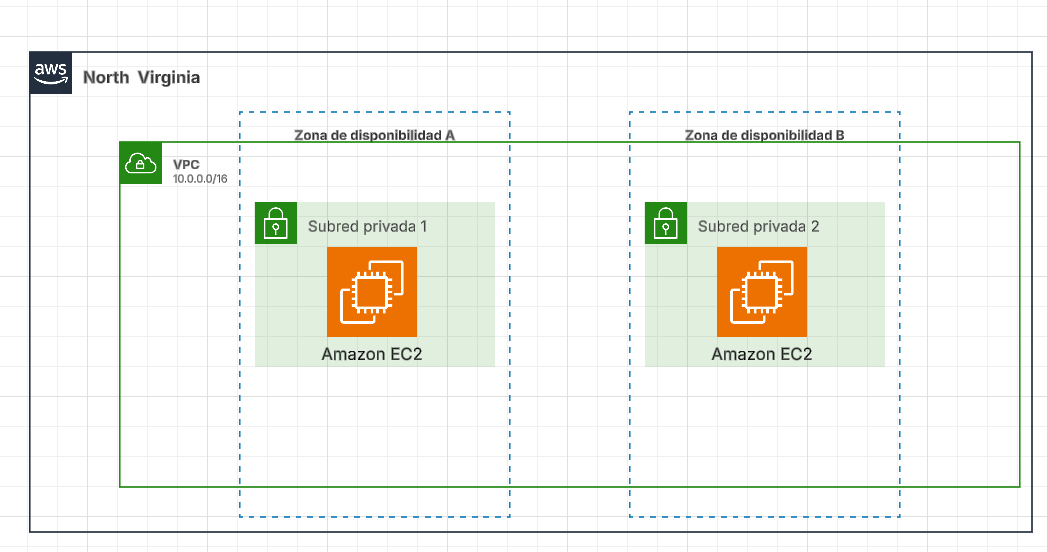 aws
North Virginia
Zona de disponibilidad A
Zona de disponibilidad B
VPC
10.0.0.0/16
Subred privada 1
Subred privada 2
Amazon EC2
Amazon EC2